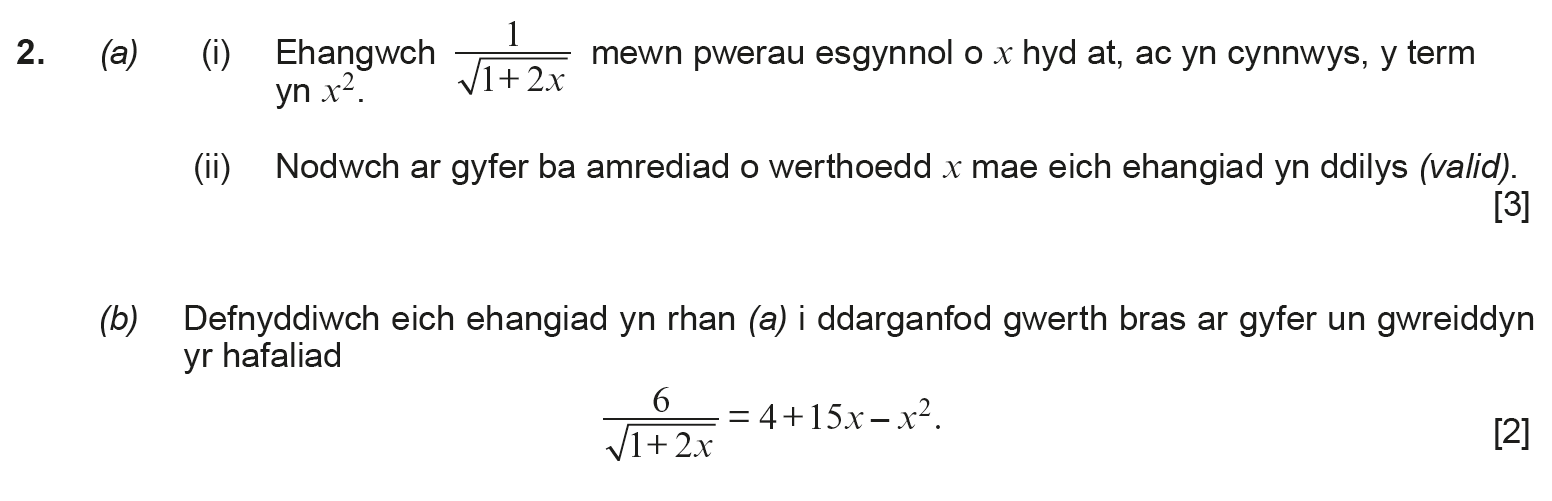 2. (a) (i) Ehangwch 1/√(1 + 2x) mewn pwerau esgynnol o x hyd at, ac yn cynnwys, y term
yn x².
(ii) Nodwch ar gyfer ba amrediad o werthoedd x mae eich ehangiad yn ddilys (valid).
[3]
(b) Defnyddiwch eich ehangiad yn rhan (a) i ddarganfod gwerth bras ar gyfer un gwreiddyn
yr hafaliad
6/√(1 + 2x) = 4 + 15x − x².
[2]